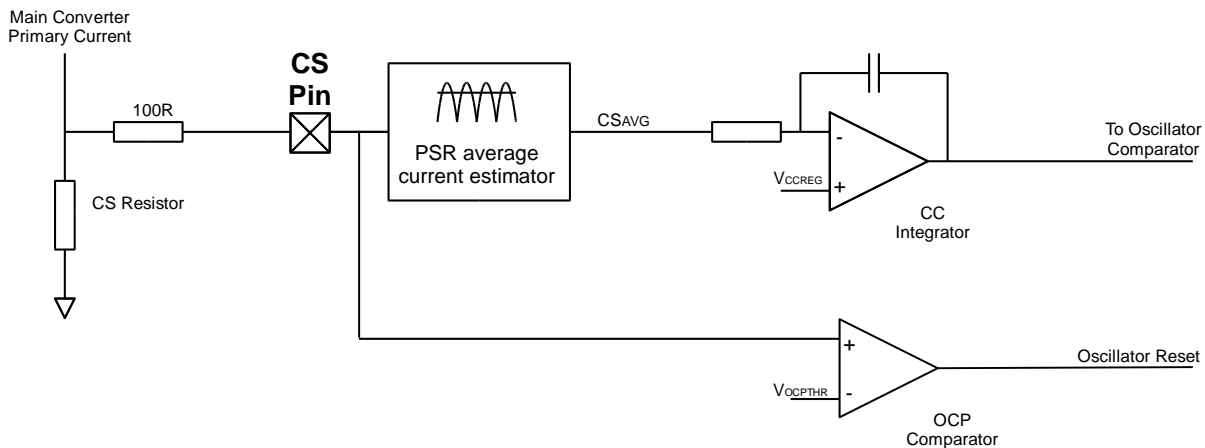 Main Converter
Primary Current
CS
Pin
100R
CSAVG
To Oscillator
Comparator
PSR average
current estimator
-
VCCREG
+
CS Resistor
CC
Integrator
+
Oscillator Reset
VOCPTHR
-
OCP
Comparator